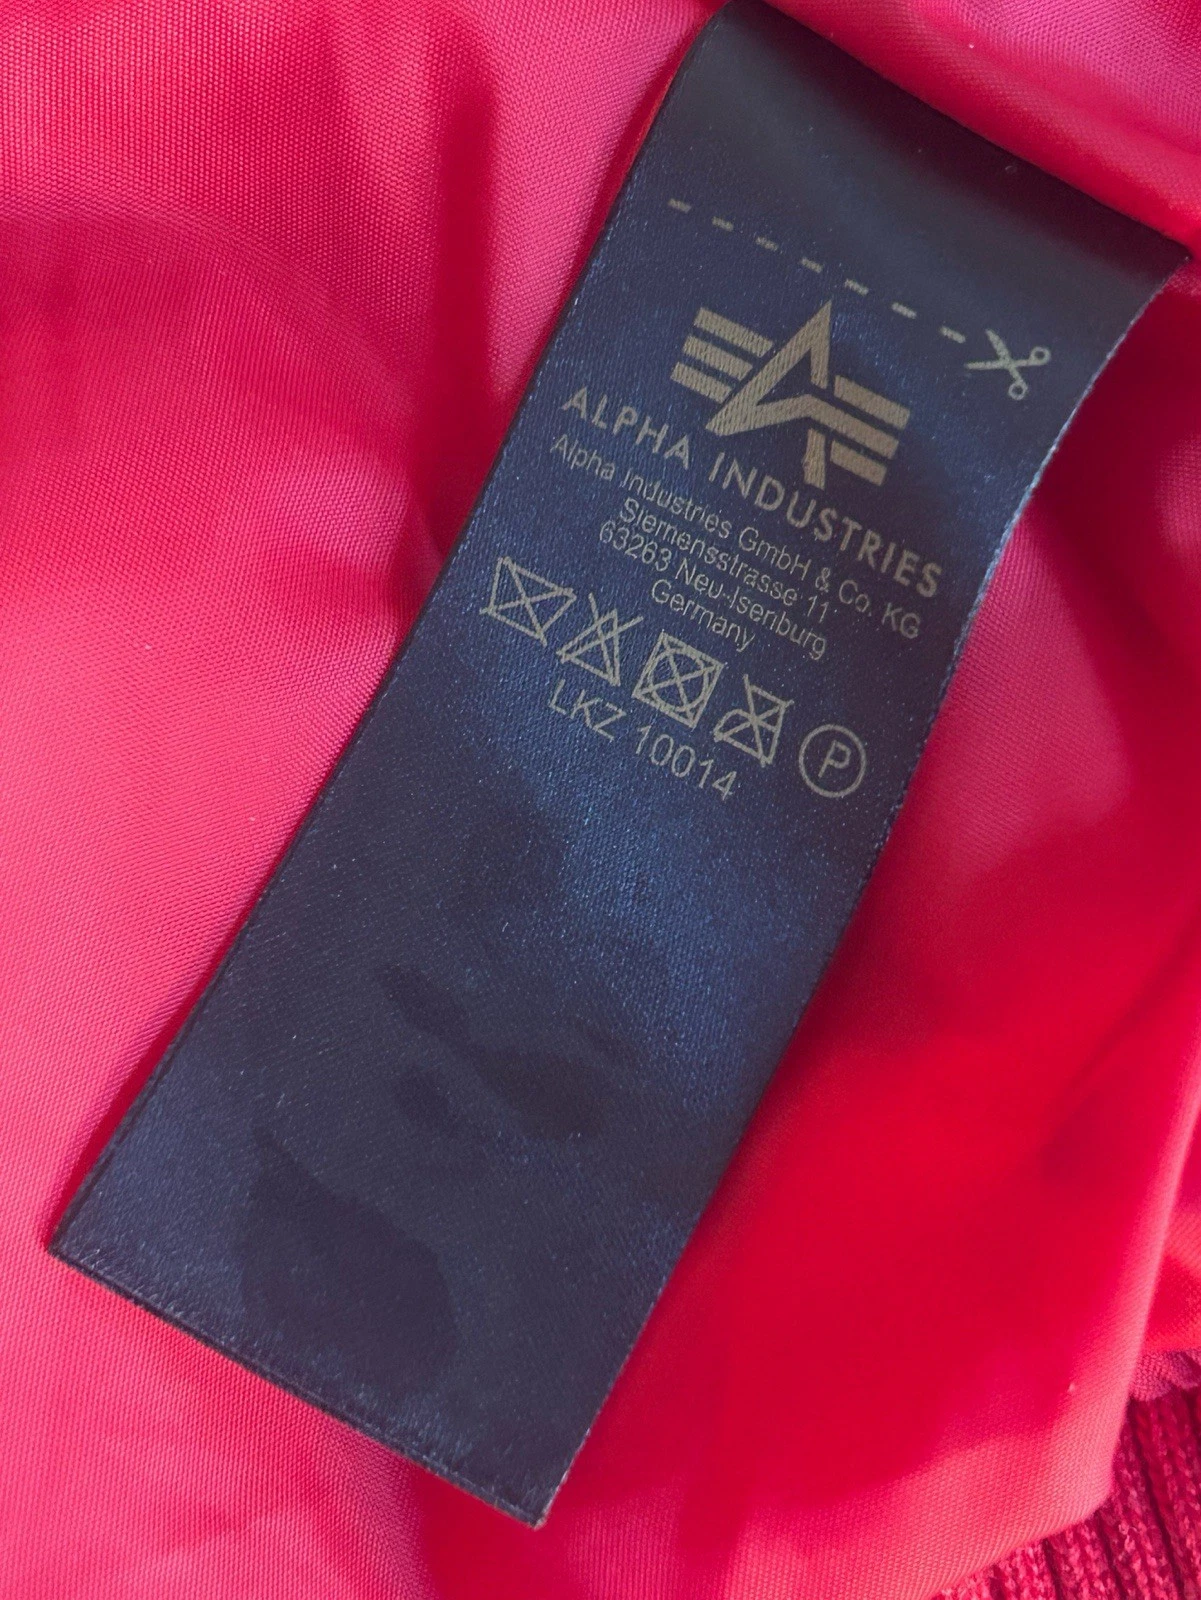 ALPHA INDUSTRIES
Alpha Industries GmbH & Co. KG
Siemensstrasse 11
63263 Neu-Isenburg
Germany
P
LKZ 10014